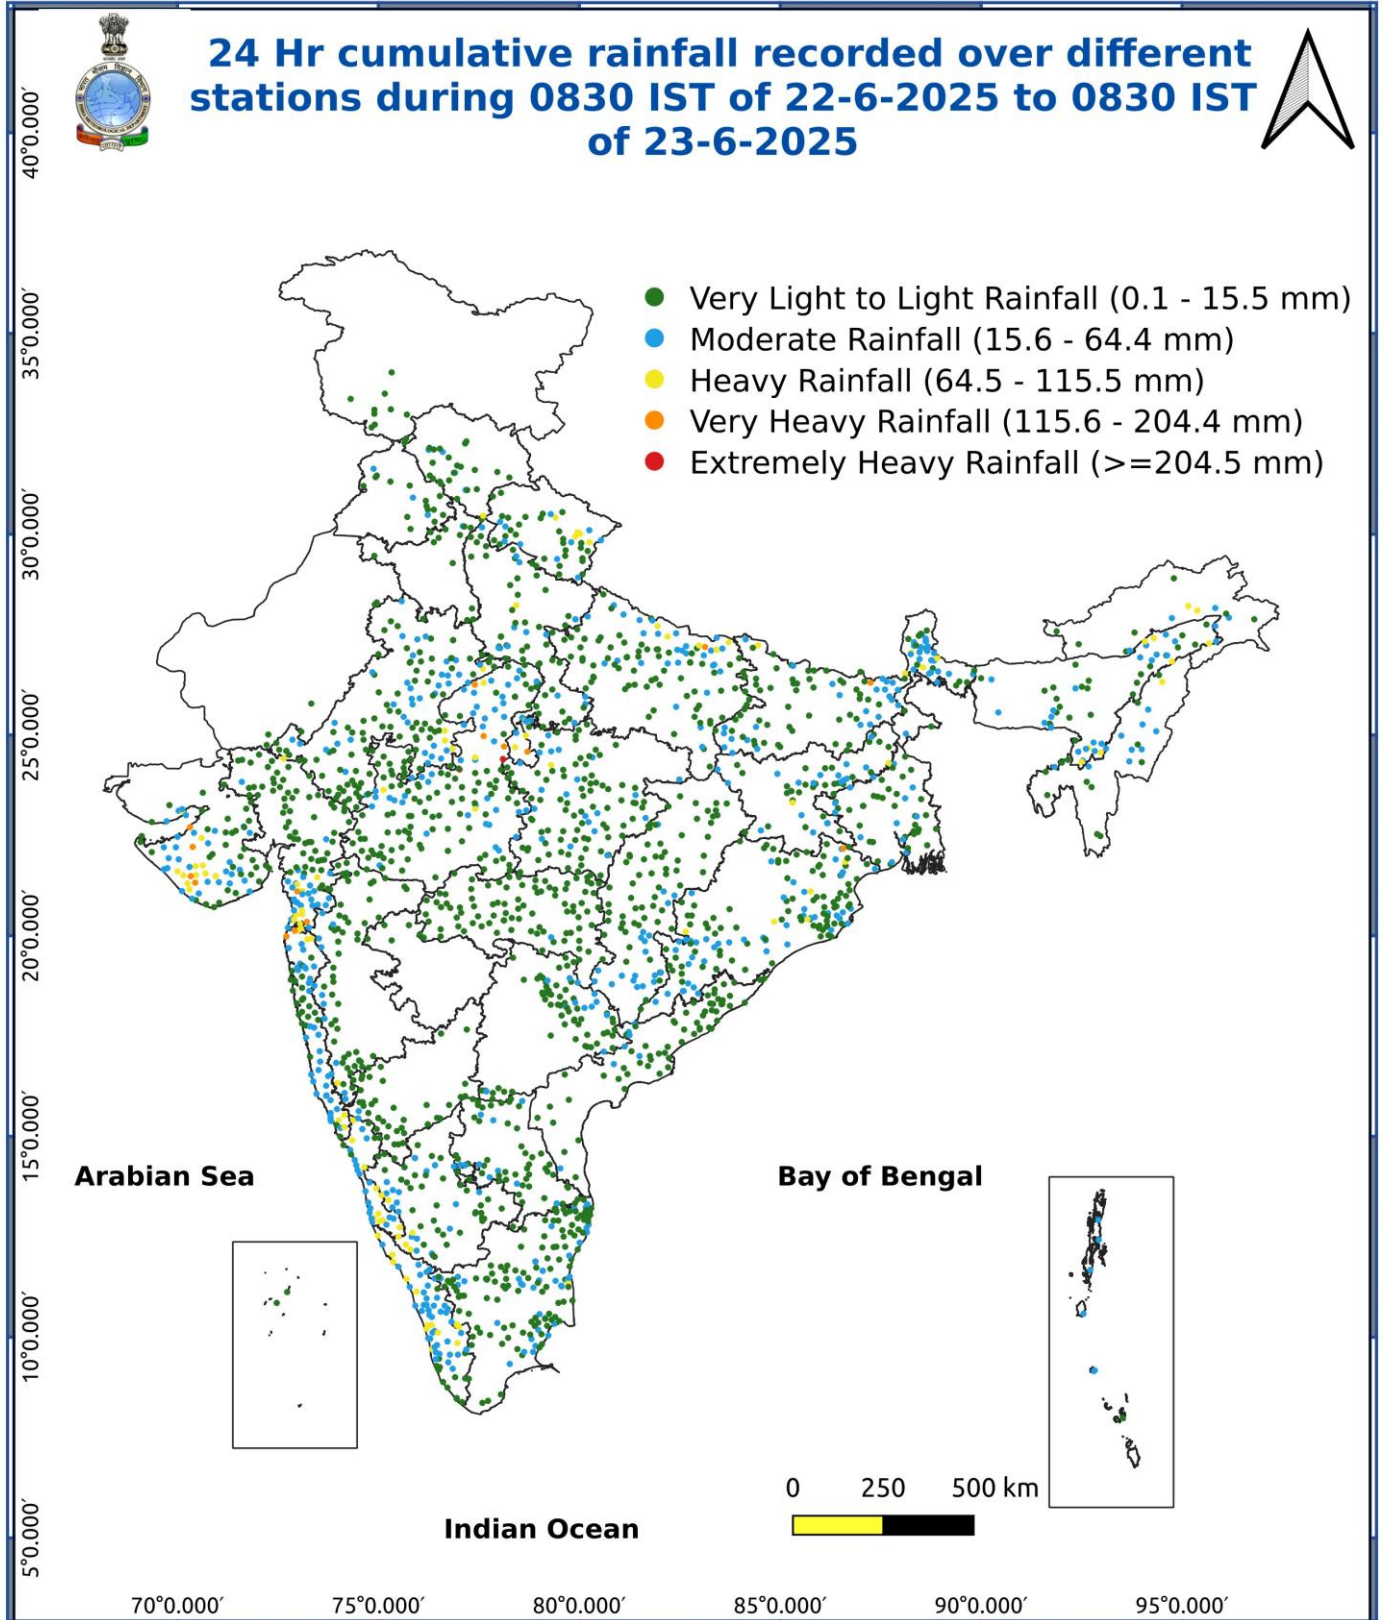 24 Hr cumulative rainfall recorded over different
stations during 0830 IST of 22-6-2025 to 0830 IST
of 23-6-2025
Very Light to Light Rainfall (0.1 - 15.5 mm)
Moderate Rainfall (15.6 - 64.4 mm)
Heavy Rainfall (64.5 - 115.5 mm)
Very Heavy Rainfall (115.6 - 204.4 mm)
Extremely Heavy Rainfall (>=204.5 mm)
40°0.000′
35°0.000′
30°0.000′
25°0.000′
20°0.000′
15°0.000′
10°0.000′
5°0.000′
Arabian Sea
Bay of Bengal
Indian Ocean
0 250 500 km
70°0.000′ 75°0.000′ 80°0.000′ 85°0.000′ 90°0.000′ 95°0.000′